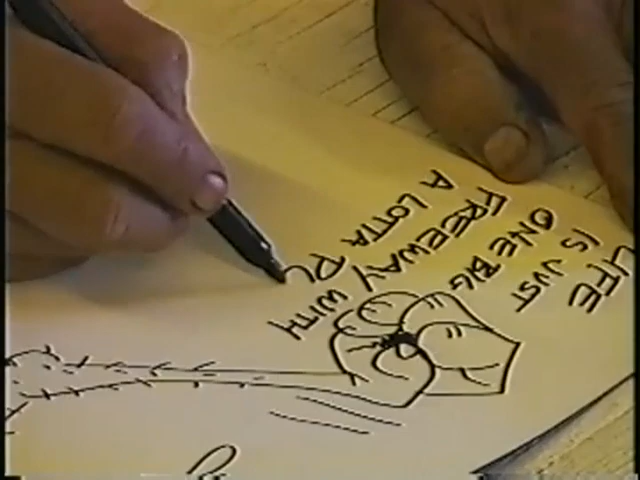 LIFE
IS JUST
ONE BIG
FREEWAY WITH
A LOTTA